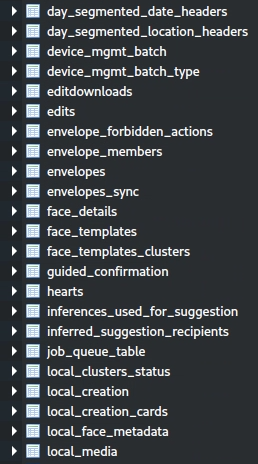 day_segmented_date_headers
day_segmented_location_headers
device_mgmt_batch
device_mgmt_batch_type
editdownloads
edits
envelope_forbidden_actions
envelope_members
envelopes
envelopes_sync
face_details
face_templates
face_templates_clusters
guided_confirmation
hearts
inferences_used_for_suggestion
inferred_suggestion_recipients
job_queue_table
local_clusters_status
local_creation
local_creation_cards
local_face_metadata
local_media